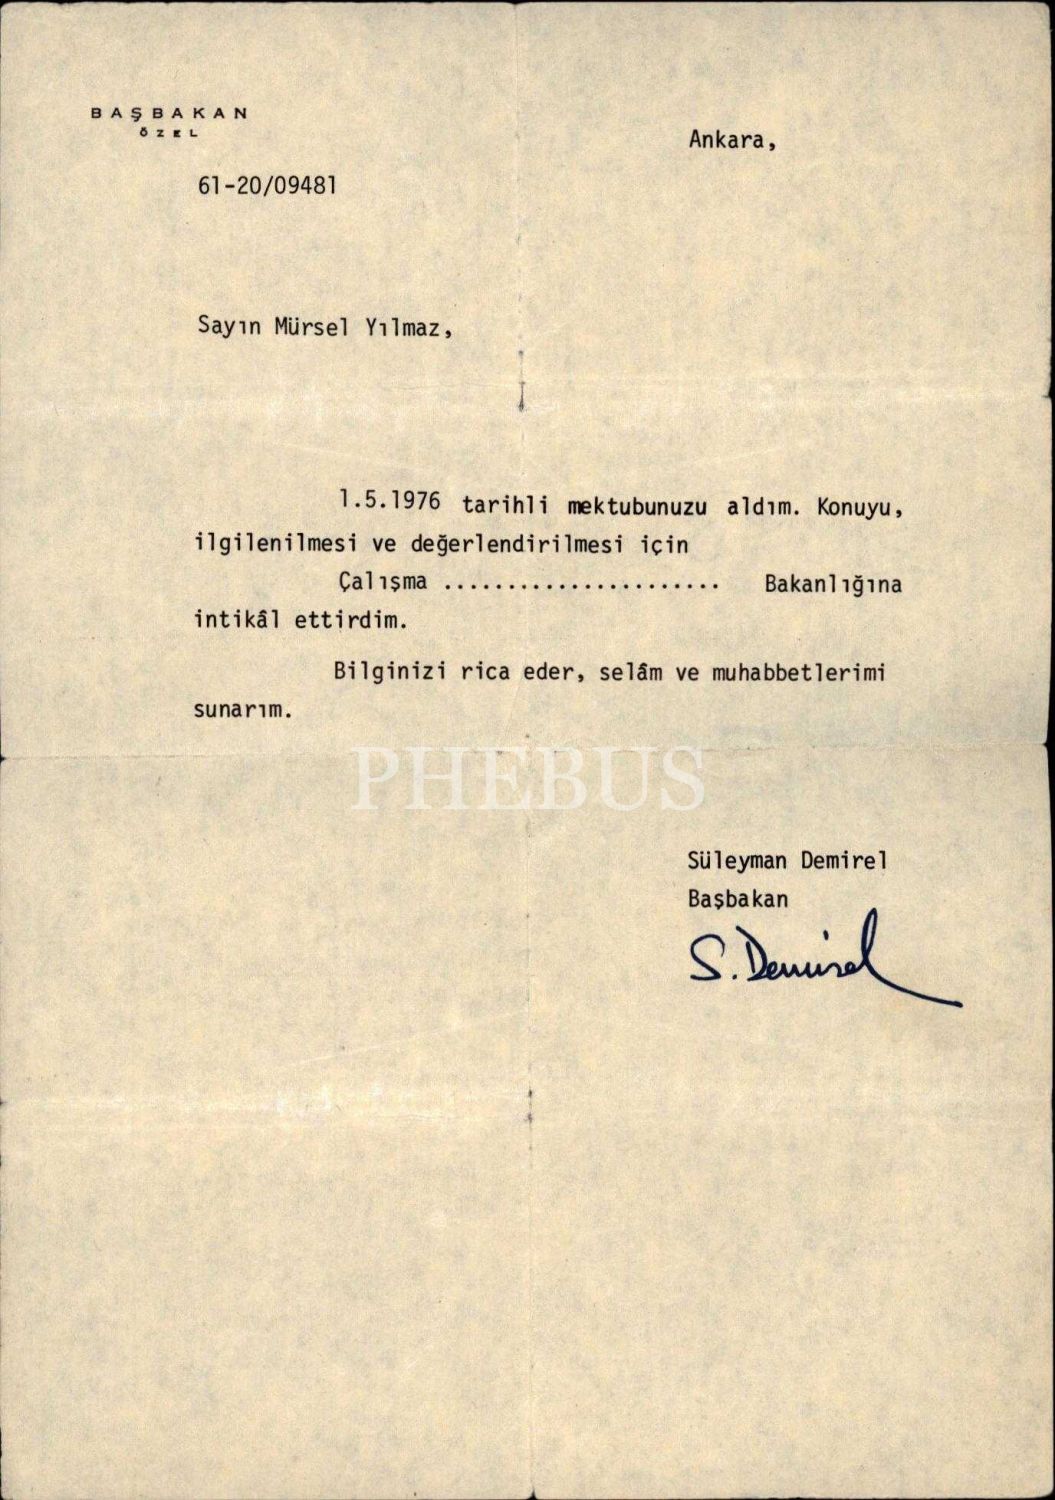 BAŞBAKAN
ÖZEL
Ankara,
61-20/09481
Sayın Mürsel Yılmaz,
1.5.1976 tarihli mektubunuzu aldım. Konuyu,
ilgilenilmesi ve değerlendirilmesi için
Çalışma ...................... Bakanlığına
intikâl ettirdim.
Bilginizi rica eder, selâm ve muhabbetlerimi
sunarım.
PHEBUS
Süleyman Demirel
Başbakan
S. Demirel